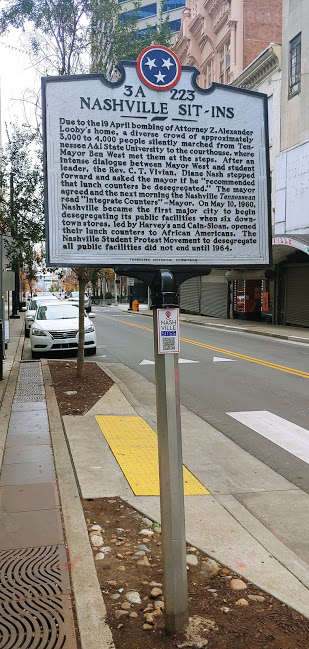 3A 223
NASHVILLE SIT-INS
Due to the 19 April bombing of Attorney Z. Alexander
Looby's home, a diverse crowd of approximately
3,000 to 4,000 people silently marched from Ten-
nessee A&I State University to the courthouse, where
Mayor Ben West met them at the steps. After an
intense dialogue between Mayor West and student
leader, the Rev. C.T. Vivian, Diane Nash stepped
forward and asked the mayor if he "recommended
that lunch counters be desegregated." The mayor
agreed and the next morning the Nashville Tennessean
read "Integrate Counters" —Mayor. On May 10, 1960,
Nashville became the first major city to begin
desegregating its public facilities when six down-
town stores, led by Harvey's and Cain-Sloan, opened
their lunch counters to African Americans. The
Nashville Student Protest Movement to desegregate
all public facilities did not end until 1964.
TENNESSEE HISTORICAL COMMISSION
NASH
VILLE
SITES